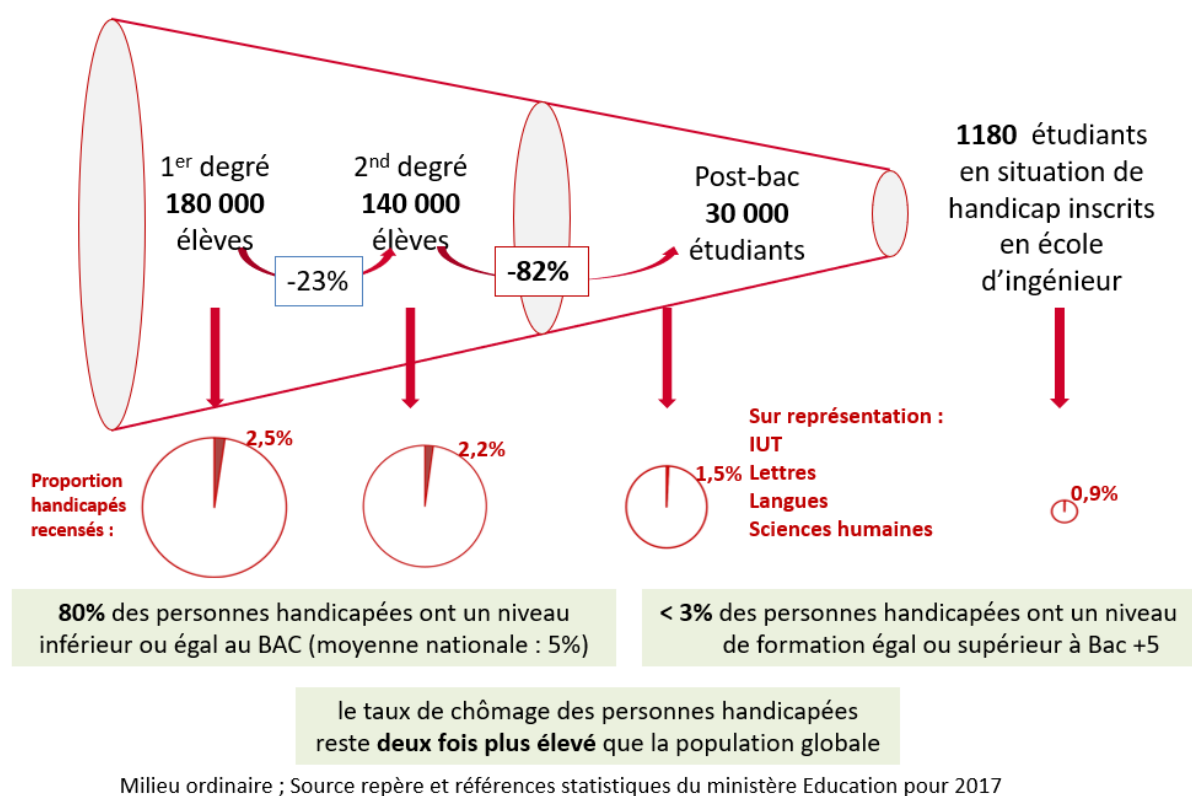 1er degré
180 000
élèves
-23%
2nd degré
140 000
élèves
-82%
Post-bac
30 000
étudiants
1180 étudiants
en situation de
handicap inscrits
en école
d’ingénieur
Proportion
handicapés
recensés :
2,5%
2,2%
1,5%
Sur représentation :
IUT
Lettres
Langues
Sciences humaines
0,9%
80% des personnes handicapées ont un niveau
inférieur ou égal au BAC (moyenne nationale : 5%)
< 3% des personnes handicapées ont un niveau
de formation égal ou supérieur à Bac +5
le taux de chômage des personnes handicapées
reste deux fois plus élevé que la population globale
Milieu ordinaire ; Source repère et références statistiques du ministère Education pour 2017